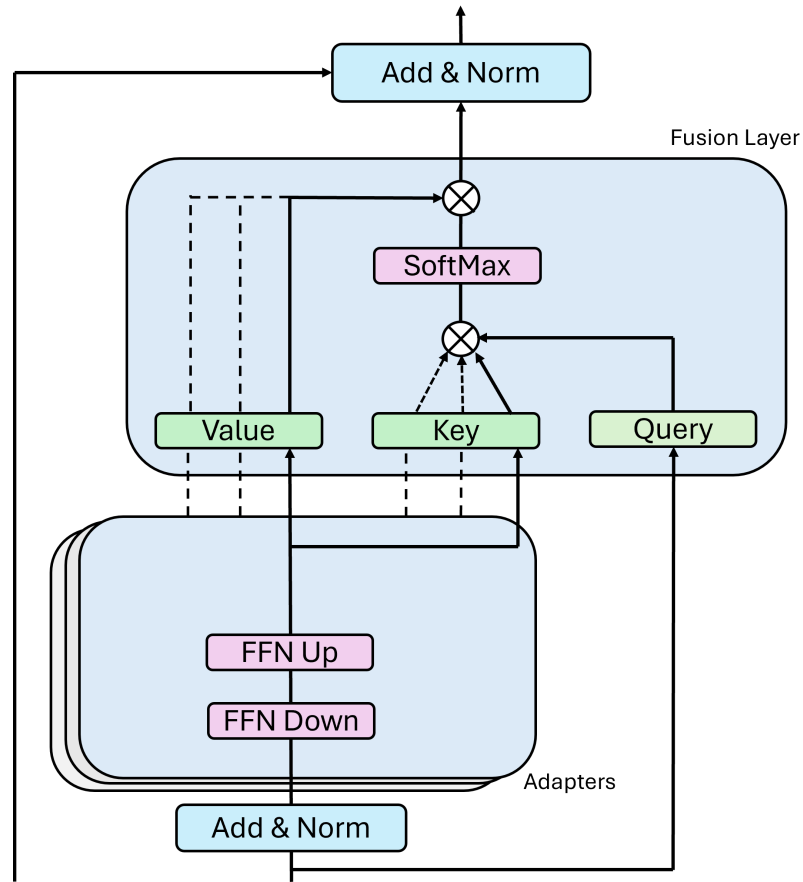 Add & Norm
Fusion Layer
SoftMax
Value
Key
Query
FFN Up
FFN Down
Adapters
Add & Norm